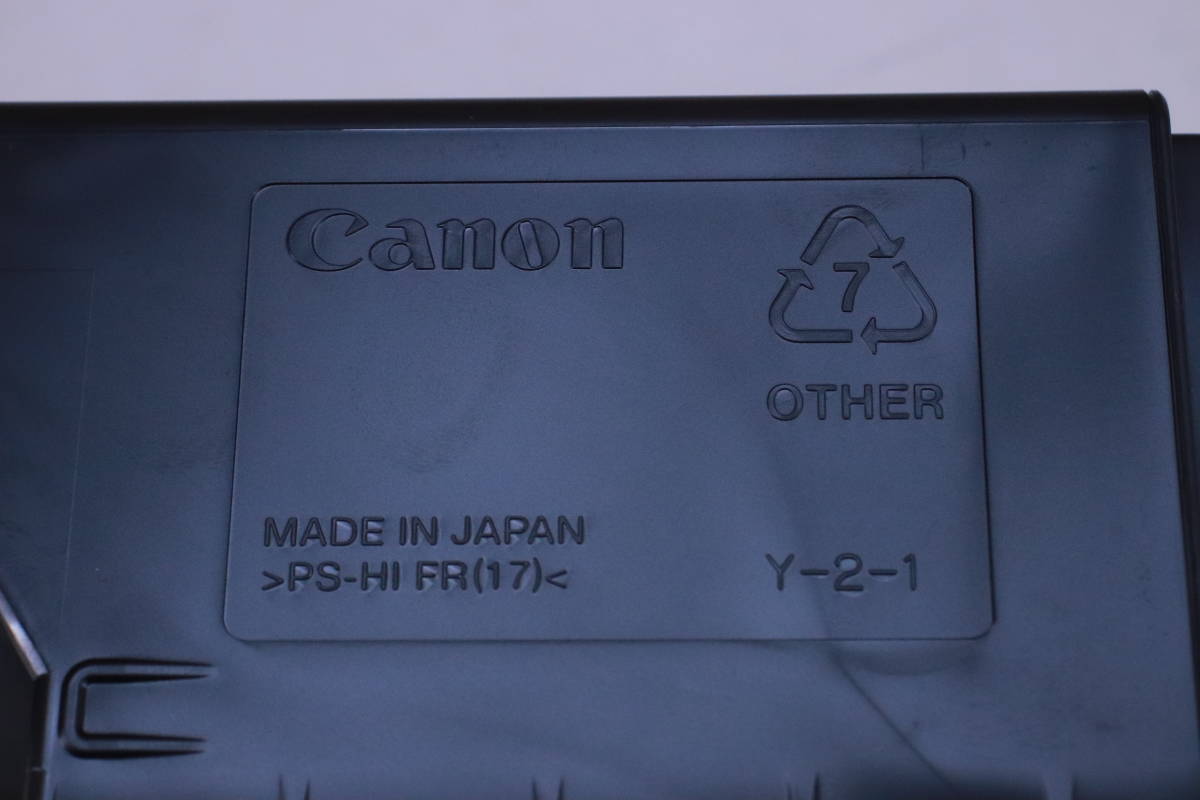 Canon
7
OTHER
MADE IN JAPAN
>PS-HI FR(17)<
Y-2-1